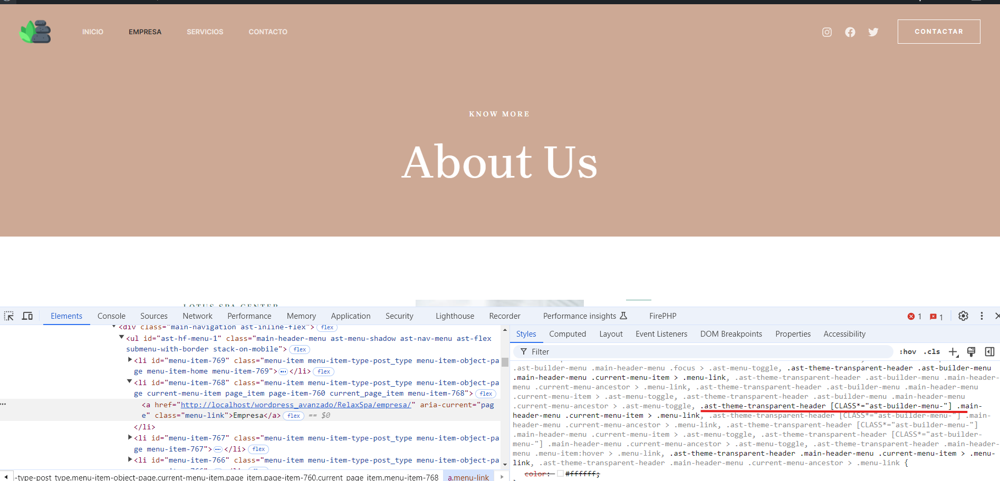 INICIO EMPRESA SERVICIOS CONTACTO CONTACTAR
KNOW MORE
About Us
LOTUS SPA CENTER
Elements Console Sources Network Performance Memory Application Security Lighthouse Recorder Performance insights FirePHP 1 1
<div class="main-navigation ast-inline-flex"> flex
<ul id="ast-hf-menu-1" class="main-header-menu ast-menu-shadow ast-nav-menu ast-flex
submenu-with-border stack-on-mobile"> flex
<li id="menu-item-769" class="menu-item menu-item-type-post_type menu-item-object-pa
ge menu-item-home menu-item-769"> ••• </li> flex
<li id="menu-item-768" class="menu-item menu-item-type-post_type menu-item-object-pa
ge current-menu-item page_item page-item-760 current_page_item menu-item-768"> flex
<a href="http://localhost/wordpress_avanzado/RelaxSpa/empresa/" aria-current="pag
e" class="menu-link">Empresa</a> flex == $0
</li>
<li id="menu-item-767" class="menu-item menu-item-type-post_type menu-item-object-pa
ge menu-item-767"> ••• </li> flex
<li id="menu-item-766" class="menu-item menu-item-type-post_type menu-item-object-pa
-type-post_type.menu-item-object-page.current-menu-item.page_item.page-item-760.current_page_item.menu-item-768 a.menu-link
Styles Computed Layout Event Listeners DOM Breakpoints Properties Accessibility
Filter :hov .cls
.ast-builder-menu .main-header-menu .focus > .ast-menu-toggle, .ast-theme-transparent-header .ast-builder-menu
.main-header-menu .current-menu-item > .menu-link, .ast-theme-transparent-header .ast-builder-menu .main-header-
menu .current-menu-ancestor > .menu-link, .ast-theme-transparent-header .ast-builder-menu .main-header-menu
.current-menu-item > .ast-menu-toggle, .ast-theme-transparent-header .ast-builder-menu .main-header-menu
.current-menu-ancestor > .ast-menu-toggle, .ast-theme-transparent-header [CLASS*="ast-builder-menu-"] .main-
header-menu .current-menu-item > .menu-link, .ast-theme-transparent-header [CLASS*="ast-builder-menu-"] .main-
header-menu .current-menu-ancestor > .menu-link, .ast-theme-transparent-header [CLASS*="ast-builder-menu-"]
.main-header-menu .current-menu-item > .ast-menu-toggle, .ast-theme-transparent-header [CLASS*="ast-builder-
menu-"] .main-header-menu .current-menu-ancestor > .ast-menu-toggle, .ast-theme-transparent-header .main-header-
menu .menu-item:hover > .menu-link, .ast-theme-transparent-header .main-header-menu .current-menu-item > .menu-
link, .ast-theme-transparent-header .main-header-menu .current-menu-ancestor > .menu-link {
color: #ffffff;